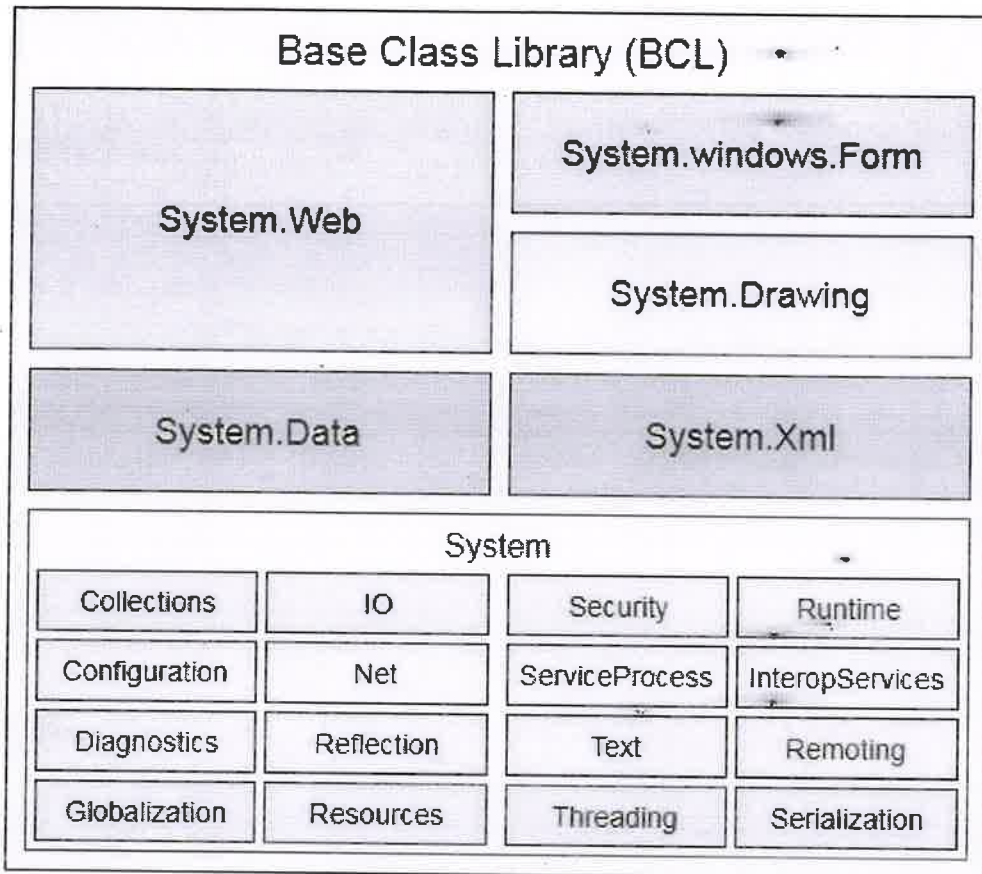 Base Class Library (BCL)
System.Web
System.windows.Form
System.Drawing
System.Data
System.Xml
System
Collections
IO
Security
Runtime
Configuration
Net
ServiceProcess
InteropServices
Diagnostics
Reflection
Text
Remoting
Globalization
Resources
Threading
Serialization